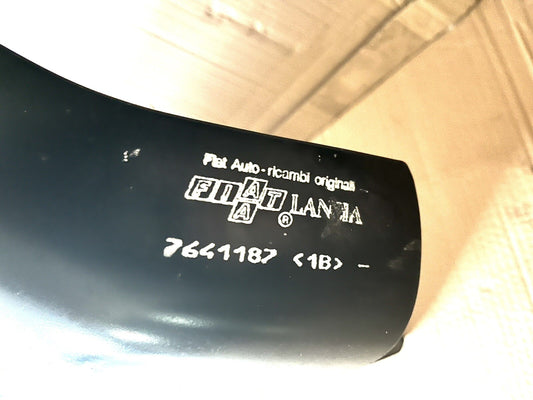 Fiat Auto - ricambi originali
FIAT LANCIA
A ®
7641187 <1B> -